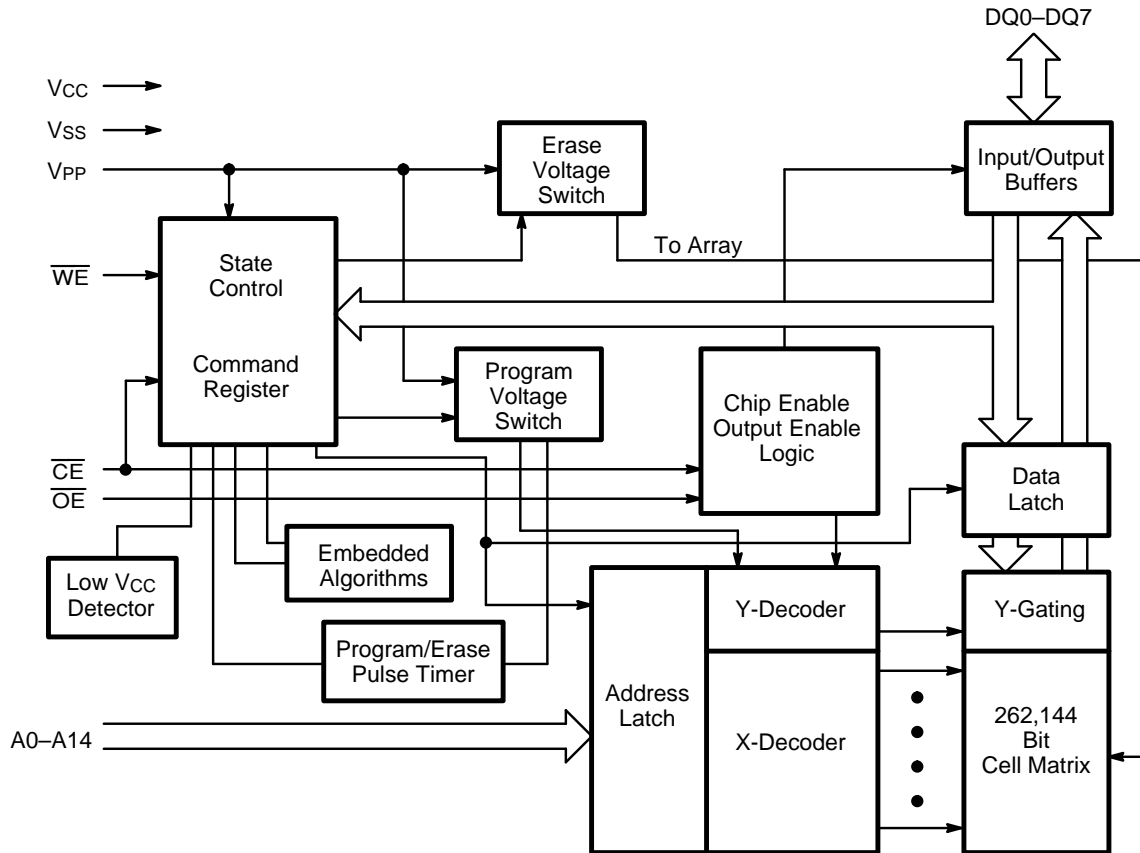 DQ0–DQ7
VCC
VSS
VPP
Erase
Voltage
Switch
Input/Output
Buffers
To Array
WE
State
Control
Command
Register
Program
Voltage
Switch
Chip Enable
Output Enable
Logic
CE
OE
Data
Latch
Low VCC
Detector
Embedded
Algorithms
Program/Erase
Pulse Timer
Address
Latch
Y-Decoder
Y-Gating
X-Decoder
262,144
Bit
Cell Matrix
A0–A14